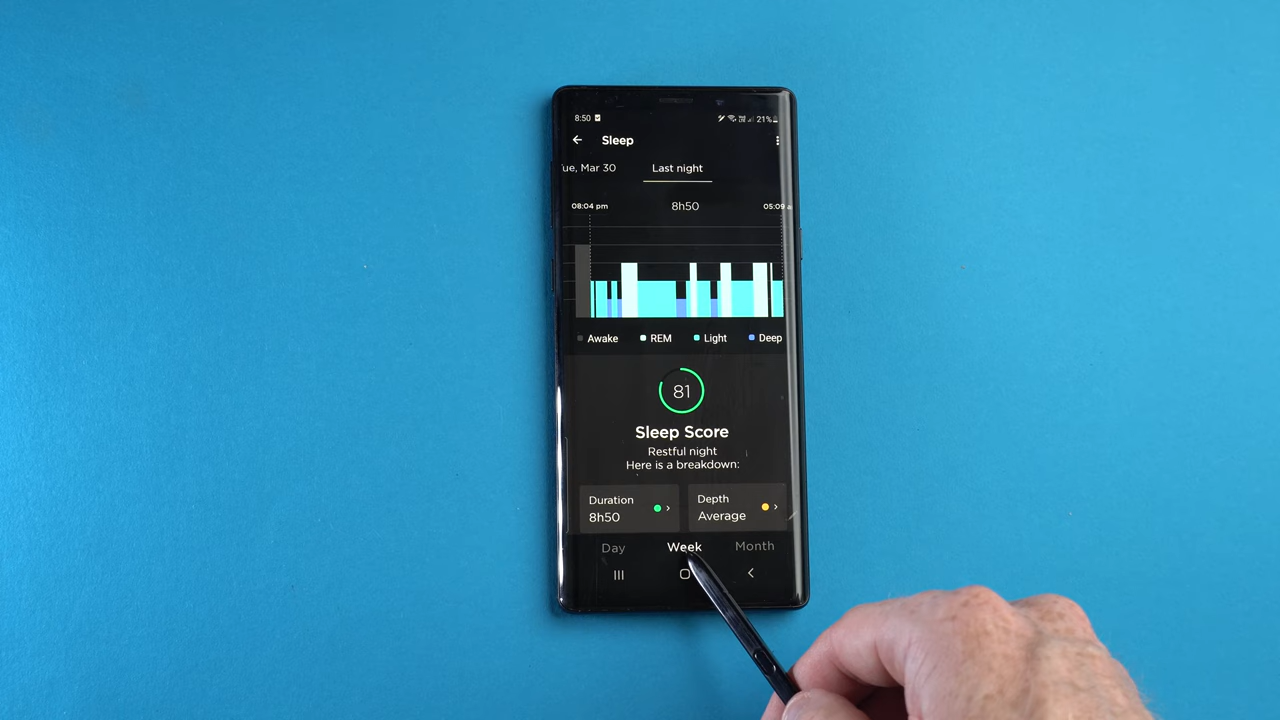 8:50 21%
Sleep
ue, Mar 30 Last night
08:04 pm 8h50 05:09 a
Awake REM Light Deep
81
Sleep Score
Restful night
Here is a breakdown:
Duration Depth
8h50 Average
Day Week Month